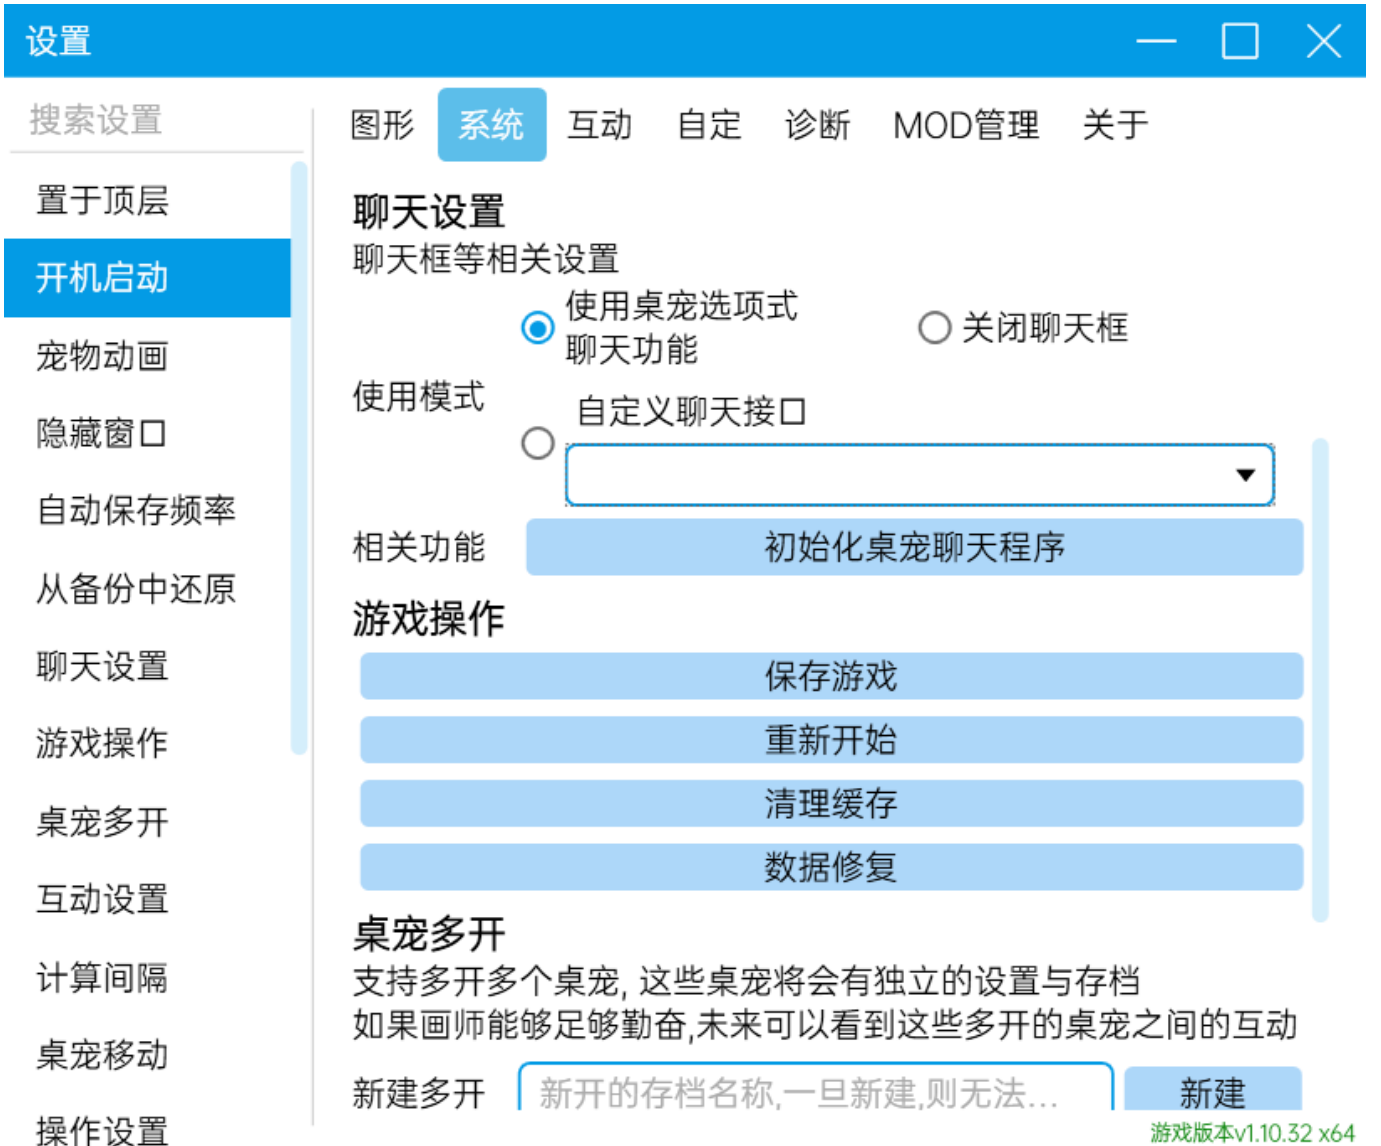 设置
搜索设置
置于顶层
开机启动
宠物动画
隐藏窗口
自动保存频率
从备份中还原
聊天设置
游戏操作
桌宠多开
互动设置
计算间隔
桌宠移动
操作设置
图形 系统 互动 自定 诊断 MOD管理 关于
聊天设置
聊天框等相关设置
使用模式
使用桌宠选项式
聊天功能
关闭聊天框
自定义聊天接口
相关功能 初始化桌宠聊天程序
游戏操作
保存游戏
重新开始
清理缓存
数据修复
桌宠多开
支持多开多个桌宠, 这些桌宠将会有独立的设置与存档
如果画师能够足够勤奋,未来可以看到这些多开的桌宠之间的互动
新建多开 新开的存档名称,一旦新建,则无法... 新建
游戏版本v1.10.32 x64